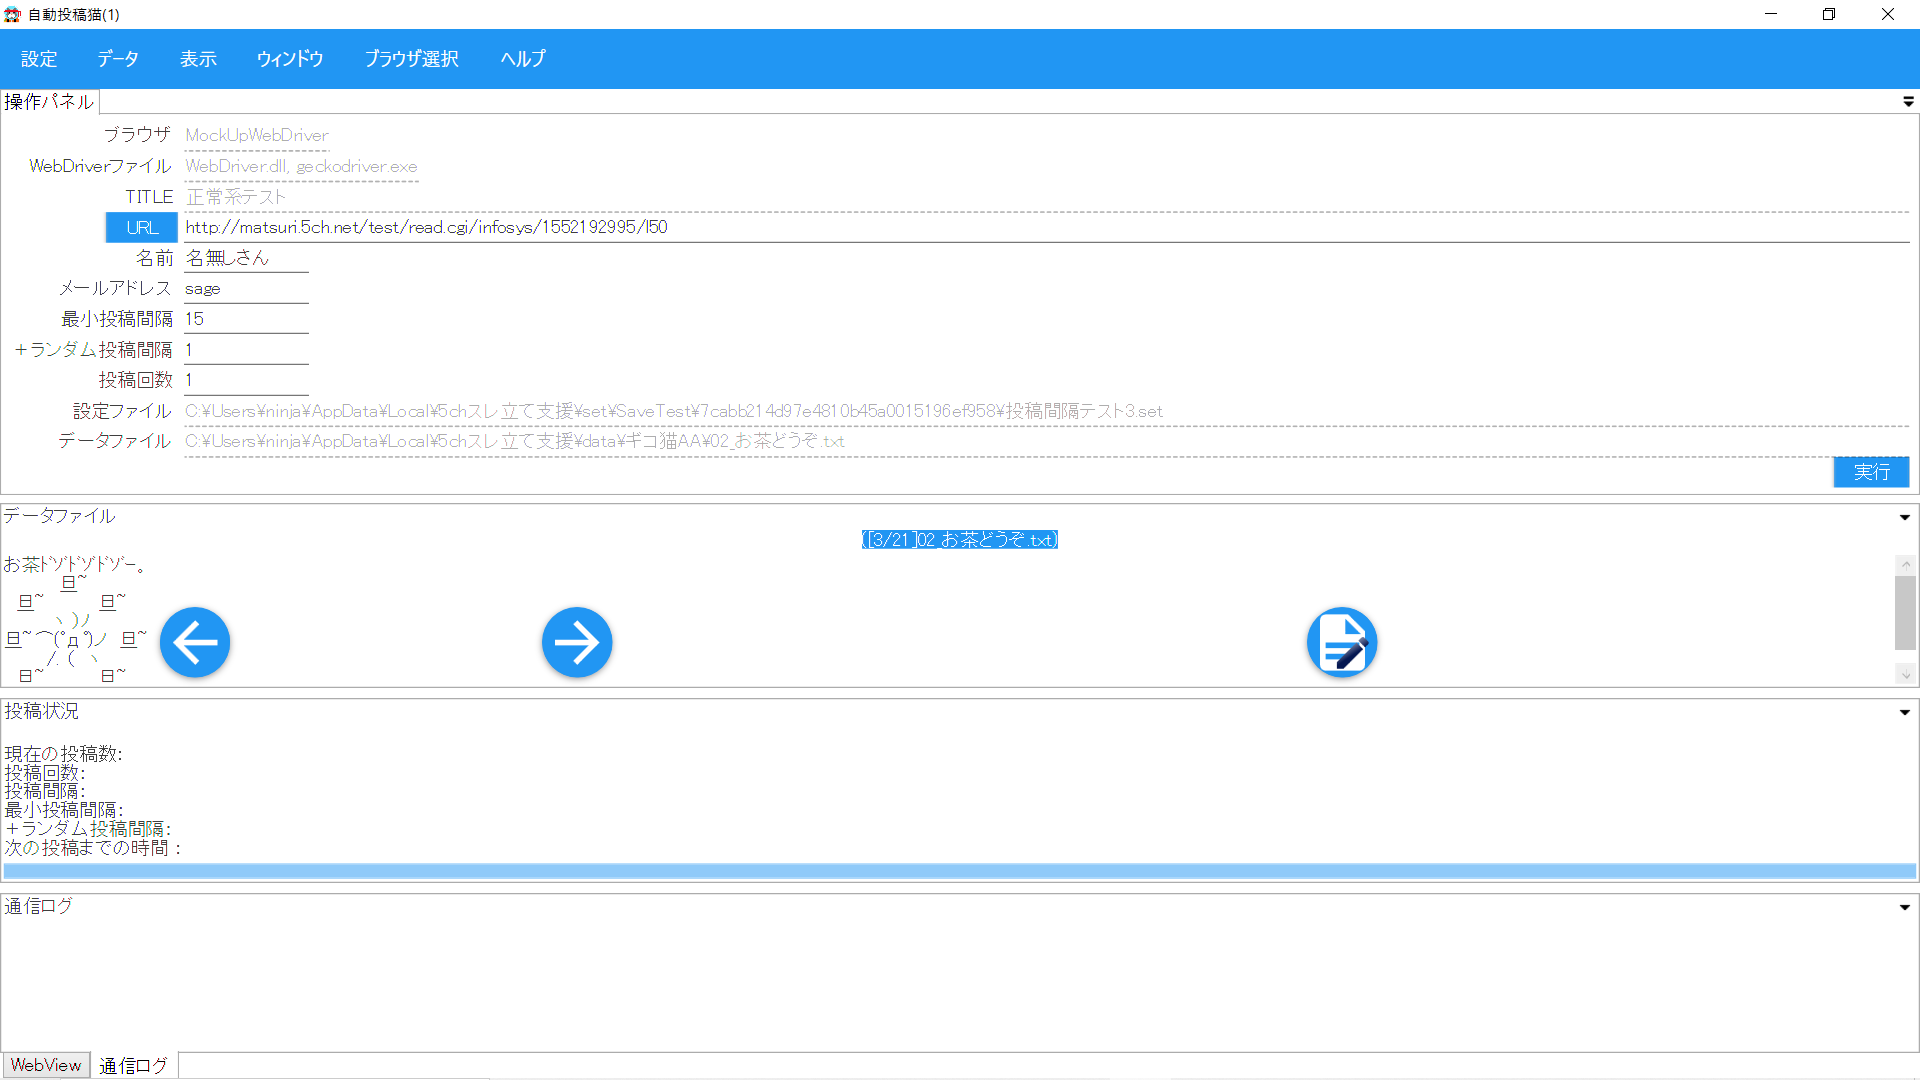 自動投稿猫(1)
設定 データ 表示 ウィンドウ ブラウザ選択 ヘルプ
操作パネル
ブラウザ MockUpWebDriver
WebDriverファイル WebDriver.dll, geckodriver.exe
TITLE 正常系テスト
URL http://matsuri.5ch.net/test/read.cgi/infosys/1552192995/l50
名前 名無しさん
メールアドレス sage
最小投稿間隔 15
+ランダム投稿間隔 1
投稿回数 1
設定ファイル C:¥Users¥ninja¥AppData¥Local¥5chスレ立て支援¥set¥SaveTest¥7cabb214d97e4810b45a0015196ef958¥投稿間隔テスト3.set
データファイル C:¥Users¥ninja¥AppData¥Local¥5chスレ立て支援¥data¥ギコ猫AA¥02_お茶どうぞ.txt
実行
データファイル
([3/21]02_お茶どうぞ.txt)
お茶ﾄﾞｿﾞﾄﾞｿﾞﾄﾞｿﾞｰ。
旦~
旦~ 旦~
ヽ )ﾉ
旦~ ⌒(ﾟдﾟ)ノ 旦~
/. ( ヽ
旦~ 旦~
投稿状況
現在の投稿数:
投稿回数:
投稿間隔:
最小投稿間隔:
+ランダム投稿間隔:
次の投稿までの時間 :
通信ログ
WebView 通信ログ